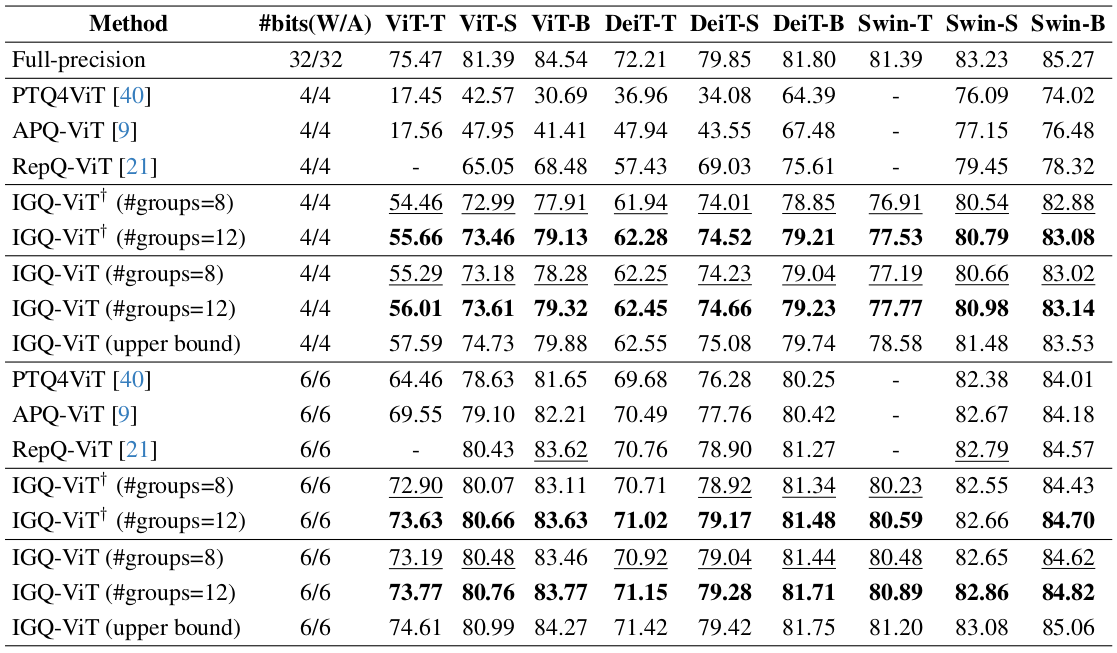 Method #bits(W/A) ViT-T ViT-S ViT-B DeiT-T DeiT-S DeiT-B Swin-T Swin-S Swin-B
Full-precision 32/32 75.47 81.39 84.54 72.21 79.85 81.80 81.39 83.23 85.27
PTQ4ViT [40] 4/4 17.45 42.57 30.69 36.96 34.08 64.39 - 76.09 74.02
APQ-ViT [9] 4/4 17.56 47.95 41.41 47.94 43.55 67.48 - 77.15 76.48
RepQ-ViT [21] 4/4 - 65.05 68.48 57.43 69.03 75.61 - 79.45 78.32
IGQ-ViT† (#groups=8) 4/4 54.46 72.99 77.91 61.94 74.01 78.85 76.91 80.54 82.88
IGQ-ViT† (#groups=12) 4/4 55.66 73.46 79.13 62.28 74.52 79.21 77.53 80.79 83.08
IGQ-ViT (#groups=8) 4/4 55.29 73.18 78.28 62.25 74.23 79.04 77.19 80.66 83.02
IGQ-ViT (#groups=12) 4/4 56.01 73.61 79.32 62.45 74.66 79.23 77.77 80.98 83.14
IGQ-ViT (upper bound) 4/4 57.59 74.73 79.88 62.55 75.08 79.74 78.58 81.48 83.53
PTQ4ViT [40] 6/6 64.46 78.63 81.65 69.68 76.28 80.25 - 82.38 84.01
APQ-ViT [9] 6/6 69.55 79.10 82.21 70.49 77.76 80.42 - 82.67 84.18
RepQ-ViT [21] 6/6 - 80.43 83.62 70.76 78.90 81.27 - 82.79 84.57
IGQ-ViT† (#groups=8) 6/6 72.90 80.07 83.11 70.71 78.92 81.34 80.23 82.55 84.43
IGQ-ViT† (#groups=12) 6/6 73.63 80.66 83.63 71.02 79.17 81.48 80.59 82.66 84.70
IGQ-ViT (#groups=8) 6/6 73.19 80.48 83.46 70.92 79.04 81.44 80.48 82.65 84.62
IGQ-ViT (#groups=12) 6/6 73.77 80.76 83.77 71.15 79.28 81.71 80.89 82.86 84.82
IGQ-ViT (upper bound) 6/6 74.61 80.99 84.27 71.42 79.42 81.75 81.20 83.08 85.06